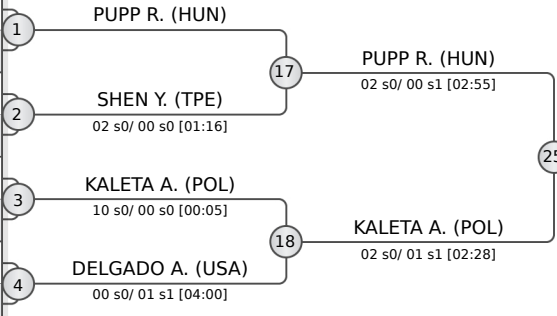 PUPP R. (HUN)
1
17
PUPP R. (HUN)
02 s0/ 00 s1 [02:55]
SHEN Y. (TPE)
2
02 s0/ 00 s0 [01:16]
25
KALETA A. (POL)
3
10 s0/ 00 s0 [00:05]
18
KALETA A. (POL)
02 s0/ 01 s1 [02:28]
DELGADO A. (USA)
4
00 s0/ 01 s1 [04:00]